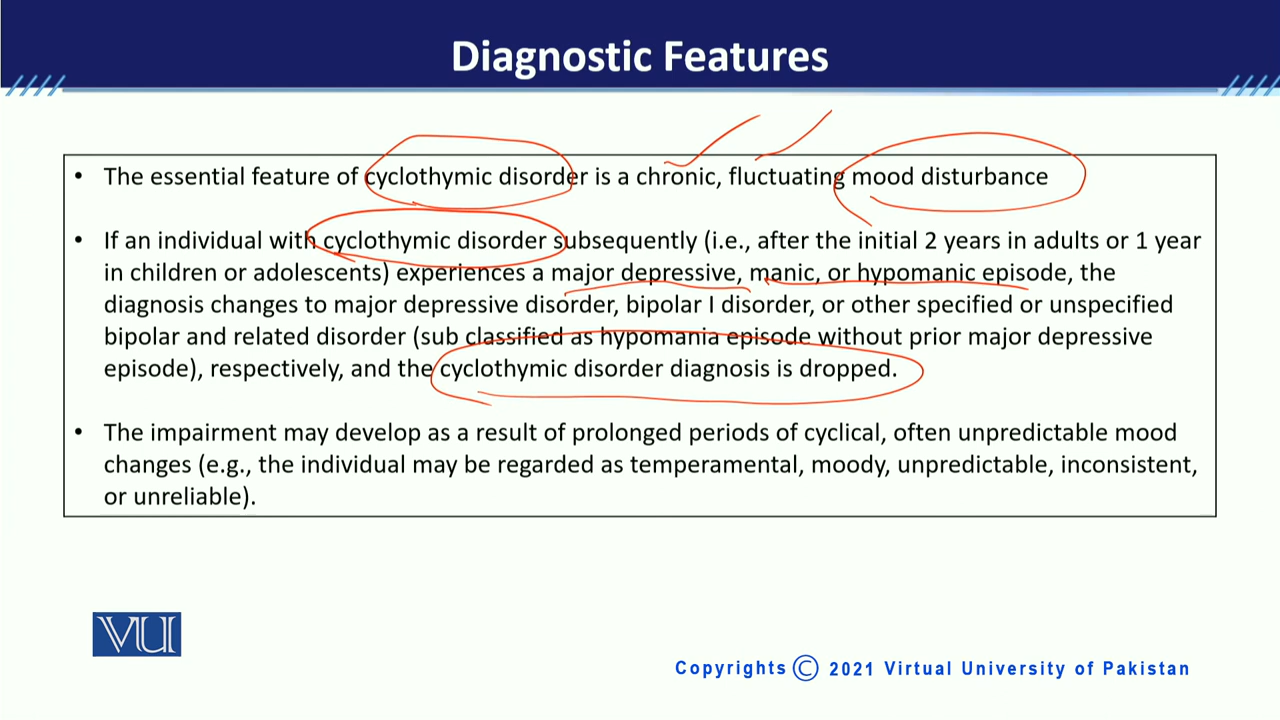 Diagnostic Features
• The essential feature of cyclothymic disorder is a chronic, fluctuating mood disturbance
• If an individual with cyclothymic disorder subsequently (i.e., after the initial 2 years in adults or 1 year
in children or adolescents) experiences a major depressive, manic, or hypomanic episode, the
diagnosis changes to major depressive disorder, bipolar I disorder, or other specified or unspecified
bipolar and related disorder (sub classified as hypomania episode without prior major depressive
episode), respectively, and the cyclothymic disorder diagnosis is dropped.
• The impairment may develop as a result of prolonged periods of cyclical, often unpredictable mood
changes (e.g., the individual may be regarded as temperamental, moody, unpredictable, inconsistent,
or unreliable).
VU
Copyrights © 2021 Virtual University of Pakistan